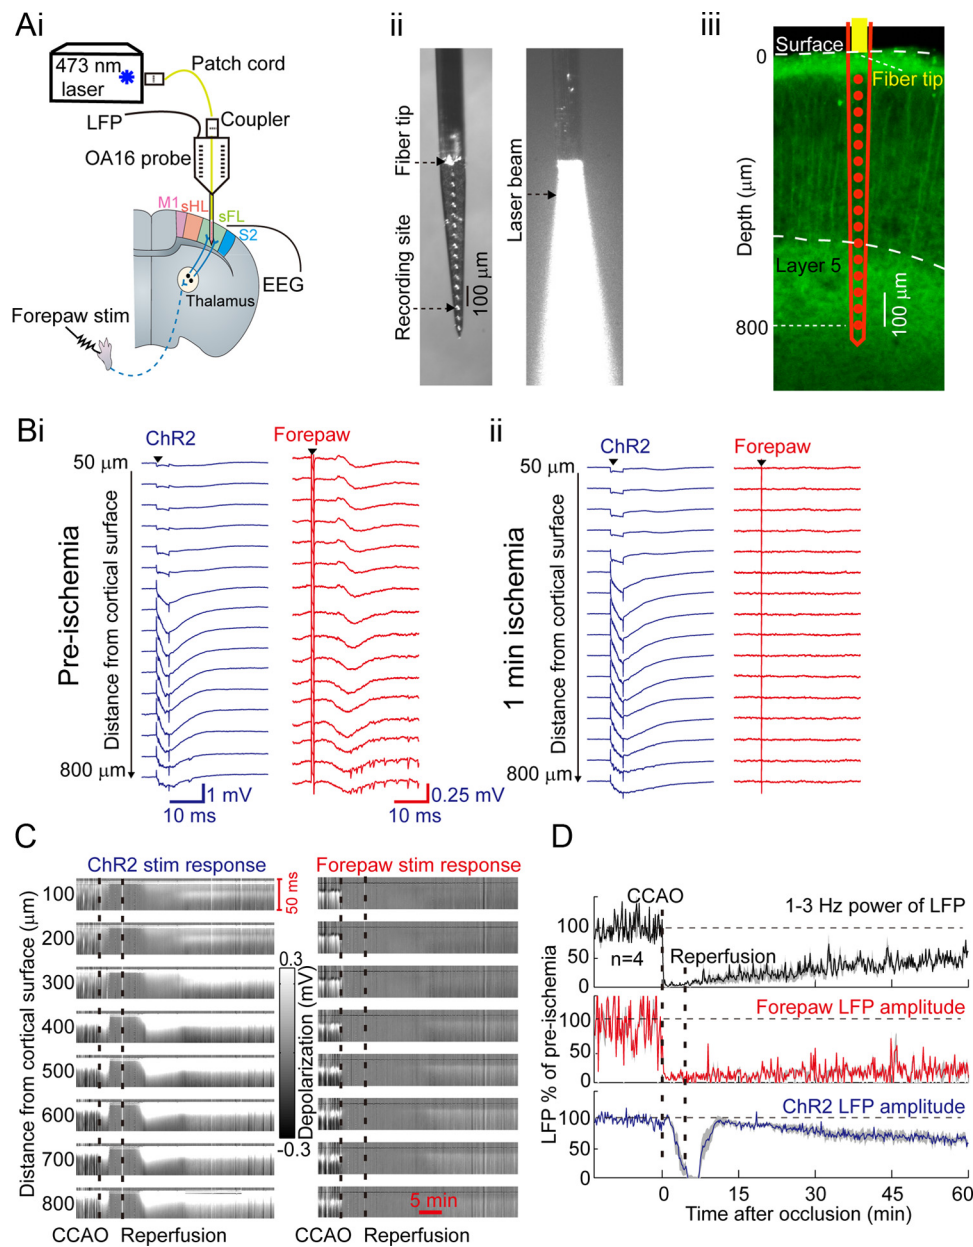 Ai
473 nm
laser
Patch cord
LFP
Coupler
OA16 probe
M1
sHL
sFL
S2
EEG
Thalamus
Forepaw stim
ii
Fiber tip
Recording site
100 μm
Laser beam
iii
Surface
0
Fiber tip
Depth (μm)
Layer 5
100 μm
800
Bi
ChR2
Forepaw
50 μm
Pre-ischemia
Distance from cortical surface
800 μm
1 mV
10 ms
0.25 mV
10 ms
ii
ChR2
Forepaw
50 μm
1 min ischemia
Distance from cortical surface
800 μm
C
ChR2 stim response
Forepaw stim response
Distance from cortical surface (μm)
100
200
300
400
500
600
700
800
50 ms
0.3
Depolarization (mV)
−0.3
5 min
CCAO
Reperfusion
CCAO
Reperfusion
D
LFP % of pre-ischemia
CCAO
1-3 Hz power of LFP
100
50
0
n=4
Reperfusion
Forepaw LFP amplitude
100
50
0
ChR2 LFP amplitude
100
50
0
0
15
30
45
60
Time after occlusion (min)